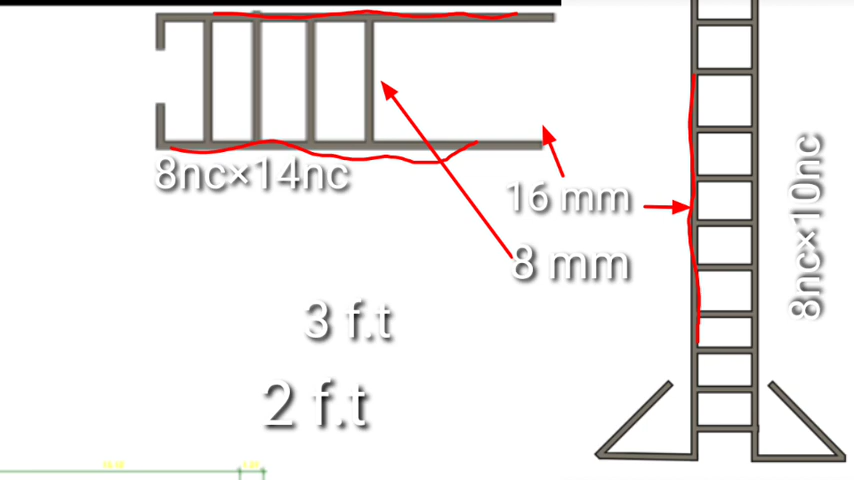 8nc×14nc
16 mm
8 mm
8nc×10nc
3 f.t
2 f.t